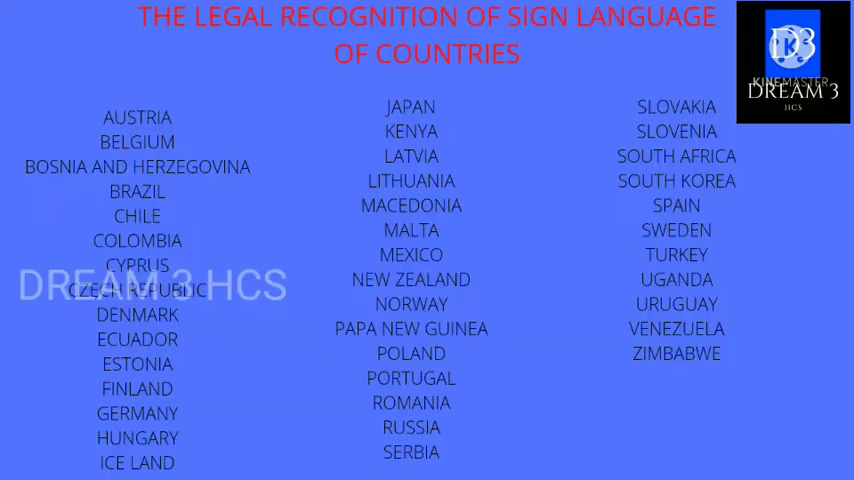 THE LEGAL RECOGNITION OF SIGN LANGUAGE
OF COUNTRIES
AUSTRIA
BELGIUM
BOSNIA AND HERZEGOVINA
BRAZIL
CHILE
COLOMBIA
CYPRUS
CZECH REPUBLIC
DENMARK
ECUADOR
ESTONIA
FINLAND
GERMANY
HUNGARY
ICE LAND
JAPAN
KENYA
LATVIA
LITHUANIA
MACEDONIA
MALTA
MEXICO
NEW ZEALAND
NORWAY
PAPA NEW GUINEA
POLAND
PORTUGAL
ROMANIA
RUSSIA
SERBIA
SLOVAKIA
SLOVENIA
SOUTH AFRICA
SOUTH KOREA
SPAIN
SWEDEN
TURKEY
UGANDA
URUGUAY
VENEZUELA
ZIMBABWE
DREAM 3 HCS
D3
K
KINEMASTER
DREAM 3
HCS